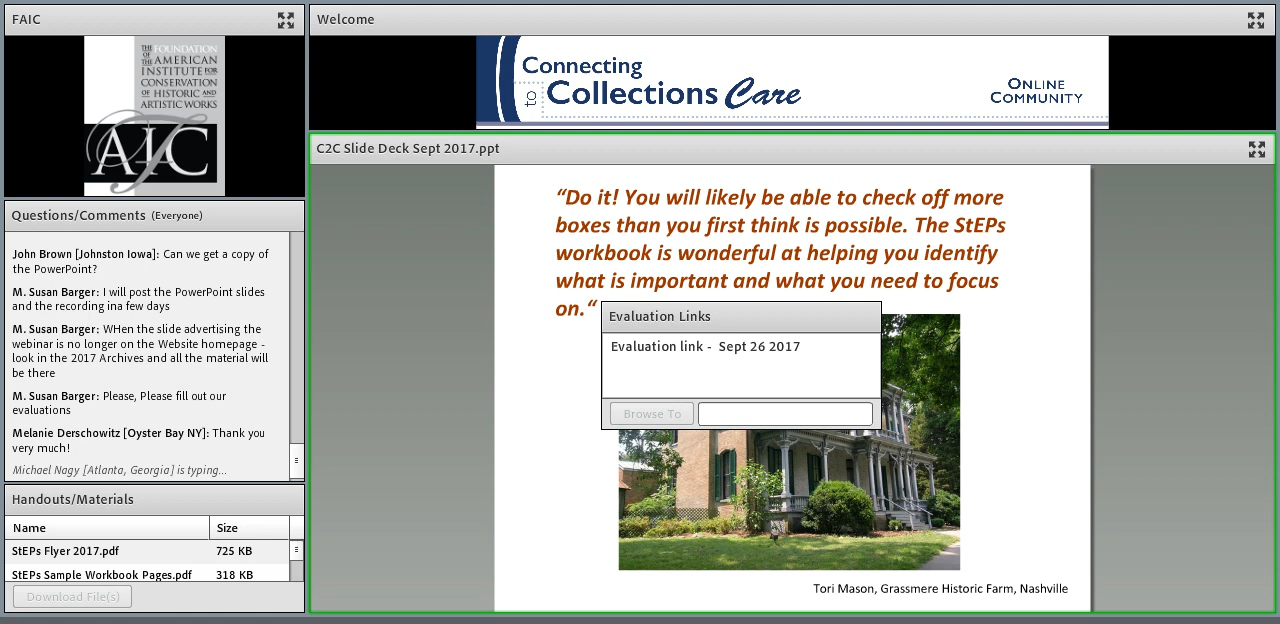 FAIC
THE FOUNDATION
OF THE AMERICAN
INSTITUTE FOR
CONSERVATION
OF HISTORIC AND
ARTISTIC WORKS
AIC
Questions/Comments (Everyone)
John Brown [Johnston Iowa]: Can we get a copy of
the PowerPoint?
M. Susan Barger: I will post the PowerPoint slides
and the recording ina few days
M. Susan Barger: WHen the slide advertising the
webinar is no longer on the Website homepage -
look in the 2017 Archives and all the material will
be there
M. Susan Barger: Please, Please fill out our
evaluations
Melanie Derschowitz [Oyster Bay NY]: Thank you
very much!
Michael Nagy [Atlanta, Georgia] is typing...
Handouts/Materials
Name Size
StEPs Flyer 2017.pdf 725 KB
StEPs Sample Workbook Pages.pdf 318 KB
Download File(s)
Welcome
Connecting
to Collections Care
ONLINE
COMMUNITY
C2C Slide Deck Sept 2017.ppt
“Do it! You will likely be able to check off more
boxes than you first think is possible. The StEPs
workbook is wonderful at helping you identify
what is important and what you need to focus
on.“
Evaluation Links
Evaluation link - Sept 26 2017
Browse To
Tori Mason, Grassmere Historic Farm, Nashville